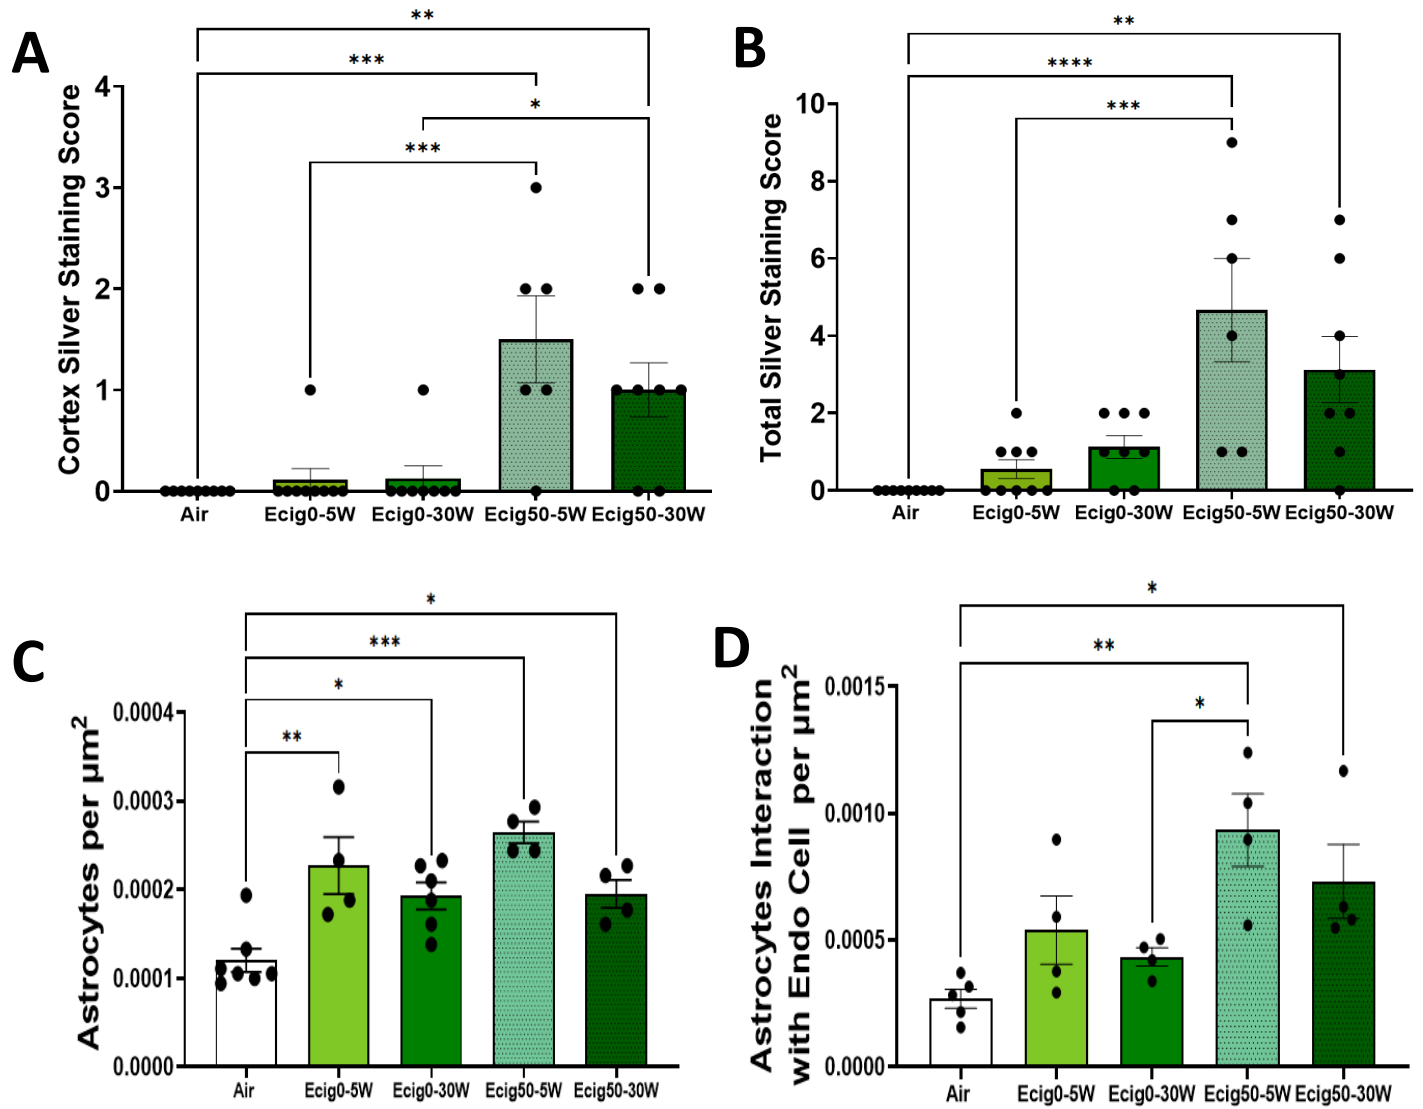 A
**
***
*
***
Cortex Silver Staining Score
4
3
2
1
0
Air Ecig0-5W Ecig0-30W Ecig50-5W Ecig50-30W
B
**
****
***
Total Silver Staining Score
10
8
6
4
2
0
Air Ecig0-5W Ecig0-30W Ecig50-5W Ecig50-30W
C
*
***
*
**
Astrocytes per µm2
0.0004
0.0003
0.0002
0.0001
0.0000
Air Ecig0-5W Ecig0-30W Ecig50-5W Ecig50-30W
D
*
**
*
Astrocytes Interaction
with Endo Cell per µm2
0.0015
0.0010
0.0005
0.0000
Air Ecig0-5W Ecig0-30W Ecig50-5W Ecig50-30W